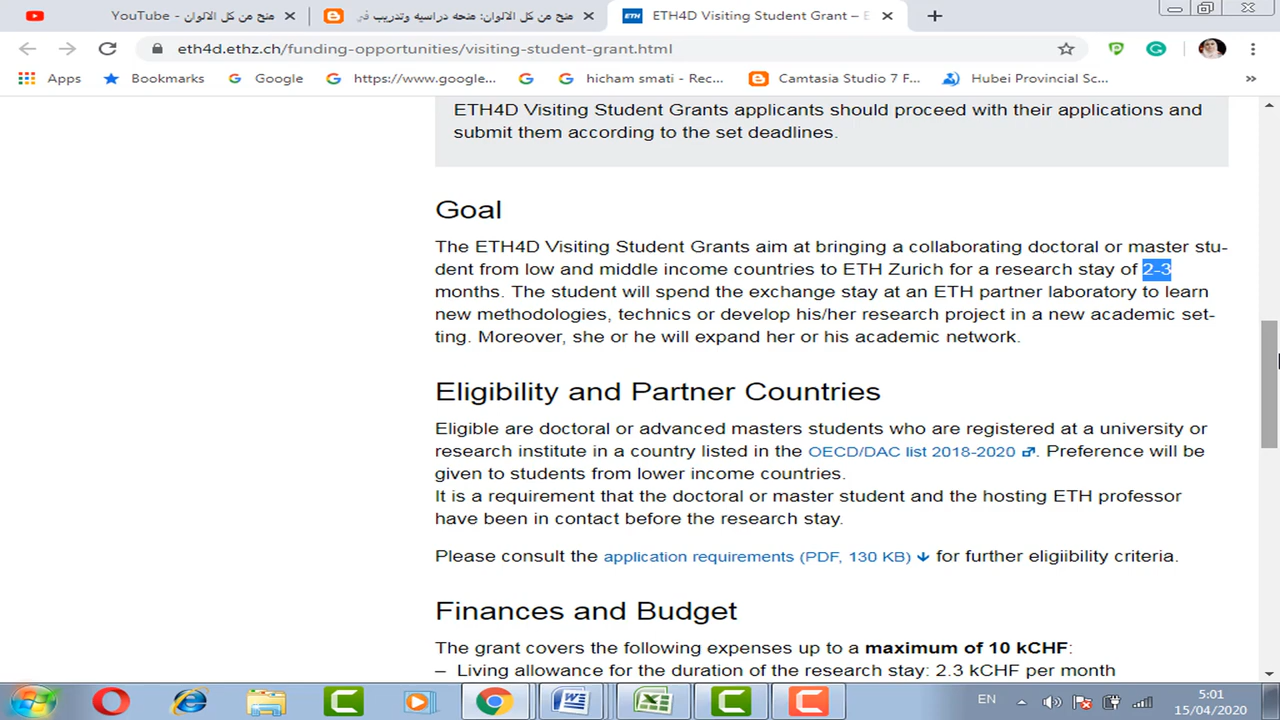 منح من كل الالوان - YouTube
منح من كل الالوان: منحه دراسيه وتدريب في
ETH4D Visiting Student Grant –
eth4d.ethz.ch/funding-opportunities/visiting-student-grant.html
Apps Bookmarks Google https://www.google... hicham smati - Rec... Camtasia Studio 7 F... Hubei Provincial Sc... »
ETH4D Visiting Student Grants applicants should proceed with their applications and
submit them according to the set deadlines.
Goal
The ETH4D Visiting Student Grants aim at bringing a collaborating doctoral or master stu-
dent from low and middle income countries to ETH Zurich for a research stay of 2-3
months. The student will spend the exchange stay at an ETH partner laboratory to learn
new methodologies, technics or develop his/her research project in a new academic set-
ting. Moreover, she or he will expand her or his academic network.
Eligibility and Partner Countries
Eligible are doctoral or advanced masters students who are registered at a university or
research institute in a country listed in the OECD/DAC list 2018-2020. Preference will be
given to students from lower income countries.
It is a requirement that the doctoral or master student and the hosting ETH professor
have been in contact before the research stay.
Please consult the application requirements (PDF, 130 KB) for further eligiibility criteria.
Finances and Budget
The grant covers the following expenses up to a maximum of 10 kCHF:
– Living allowance for the duration of the research stay: 2.3 kCHF per month
EN
5:01
15/04/2020